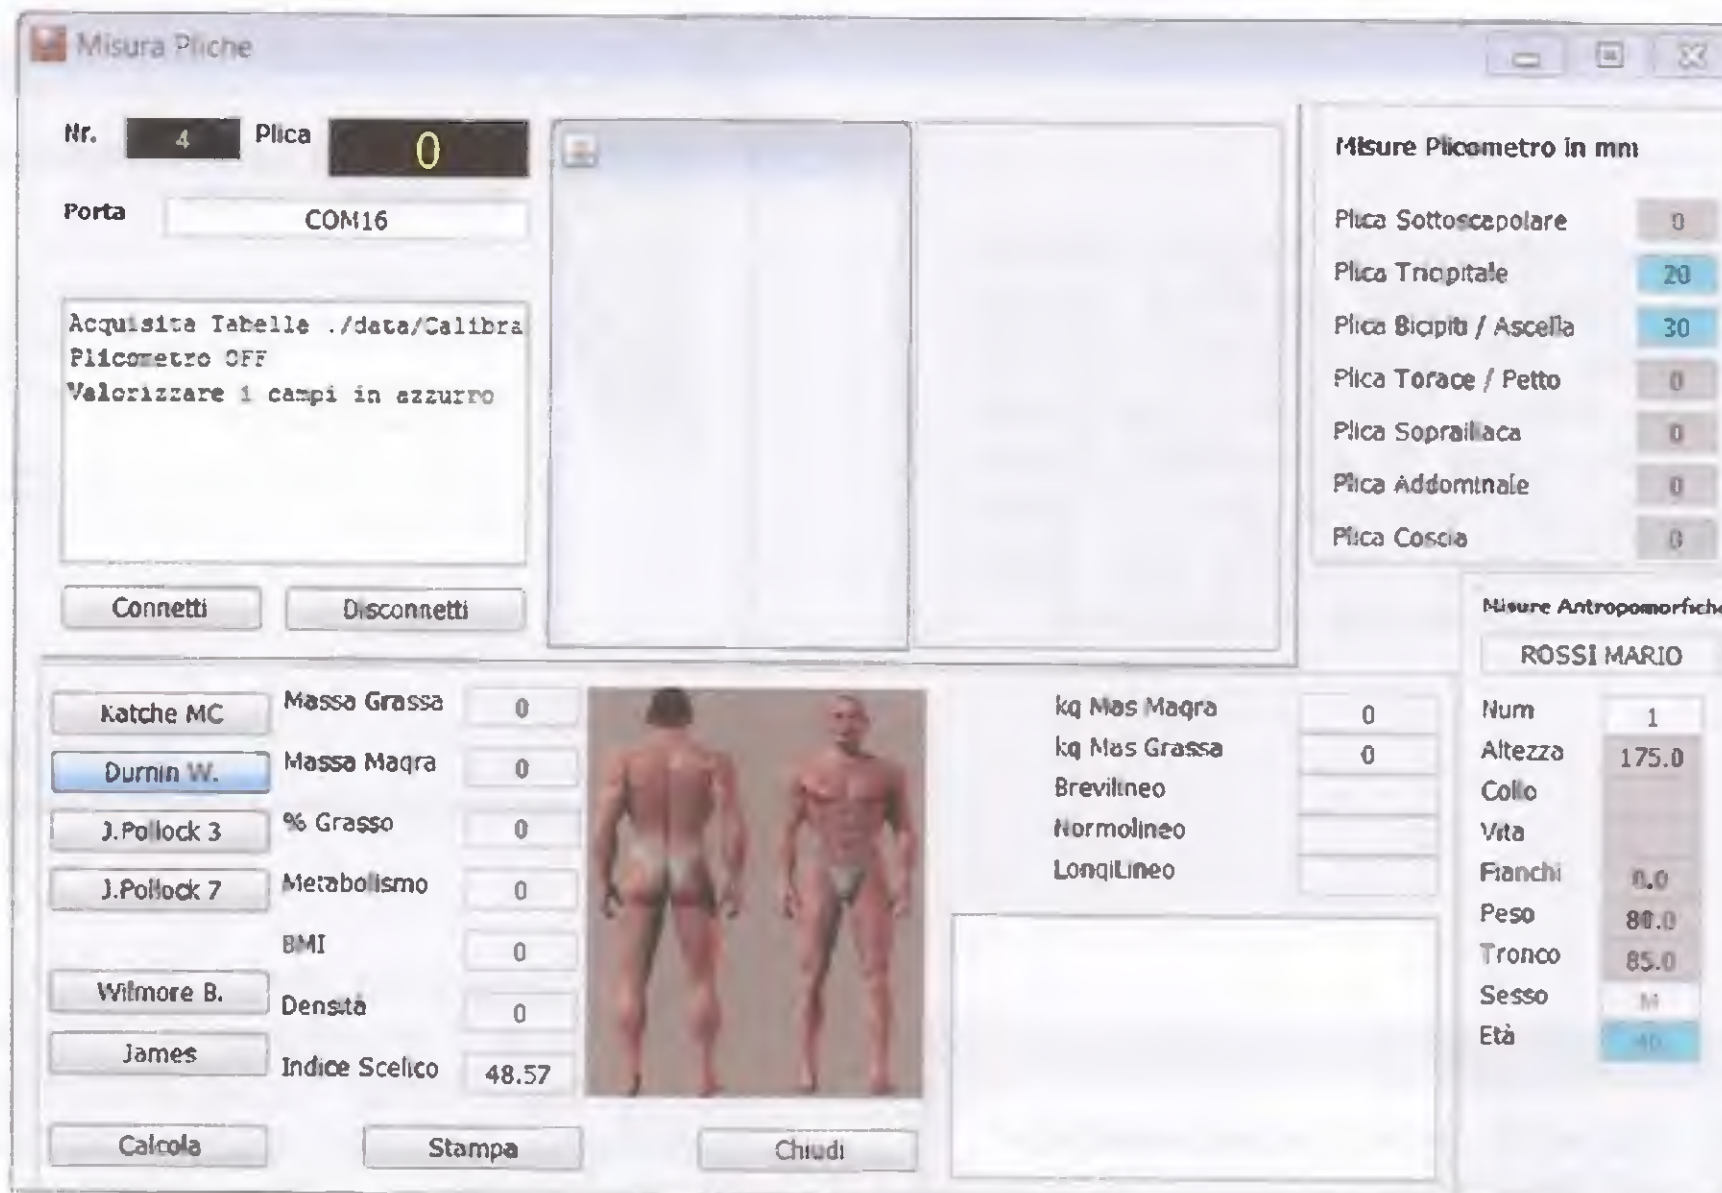 Misura Pliche
Nr. 4 Plica 0
Porta COM16
Acquisita Tabelle ./data/Calibra
Plicometro OFF
Valorizzare i campi in azzurro
Connetti Disconnetti
Misure Plicometro in mm
Plica Sottoscapolare 0
Plica Tricipitale 20
Plica Bicipiti / Ascella 30
Plica Torace / Petto 0
Plica Soprailiaca 0
Plica Addominale 0
Plica Coscia 0
Katche MC
Durnin W.
J.Pollock 3
J.Pollock 7
Wilmore B.
James
Massa Grassa 0
Massa Magra 0
% Grasso 0
Metabolismo 0
BMI 0
Densità 0
Indice Scelico 48.57
Calcola Stampa Chiudi
kg Mas Magra 0
kg Mas Grassa 0
Brevilineo
Normolineo
LongiLineo
Misure Antropomorfiche
ROSSI MARIO
Num 1
Altezza 175.0
Collo
Vita
Fianchi 0.0
Peso 80.0
Tronco 85.0
Sesso M
Età 40